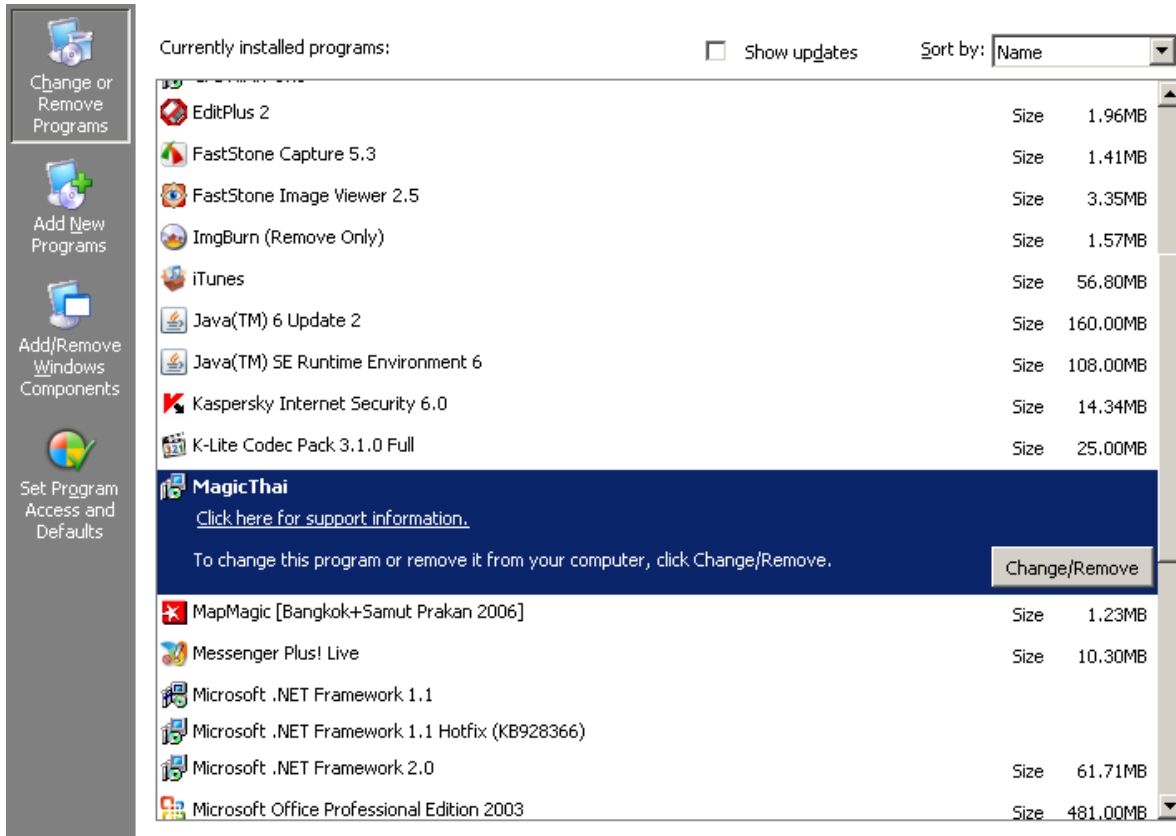 Currently installed programs:
Show updates
Sort by: Name
Change or
Remove
Programs
Add New
Programs
Add/Remove
Windows
Components
Set Program
Access and
Defaults
EditPlus 2 Size 1.96MB
FastStone Capture 5.3 Size 1.41MB
FastStone Image Viewer 2.5 Size 3.35MB
ImgBurn (Remove Only) Size 1.57MB
iTunes Size 56.80MB
Java(TM) 6 Update 2 Size 160.00MB
Java(TM) SE Runtime Environment 6 Size 108.00MB
Kaspersky Internet Security 6.0 Size 14.34MB
K-Lite Codec Pack 3.1.0 Full Size 25.00MB
MagicThai
Click here for support information.
To change this program or remove it from your computer, click Change/Remove.
Change/Remove
MapMagic [Bangkok+Samut Prakan 2006] Size 1.23MB
Messenger Plus! Live Size 10.30MB
Microsoft .NET Framework 1.1
Microsoft .NET Framework 1.1 Hotfix (KB928366)
Microsoft .NET Framework 2.0 Size 61.71MB
Microsoft Office Professional Edition 2003 Size 481.00MB